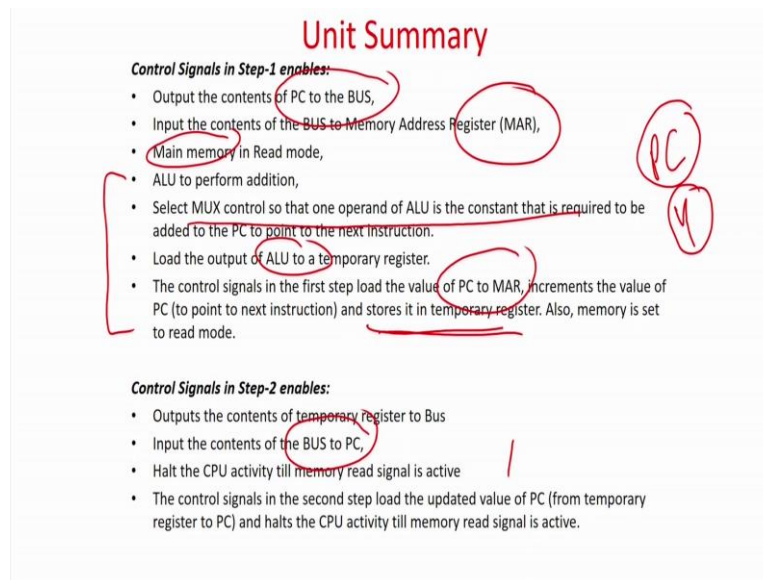 Unit Summary
Control Signals in Step-1 enables:
• Output the contents of PC to the BUS,
• Input the contents of the BUS to Memory Address Register (MAR),
• Main memory in Read mode,
• ALU to perform addition,
• Select MUX control so that one operand of ALU is the constant that is required to be
added to the PC to point to the next instruction.
• Load the output of ALU to a temporary register.
• The control signals in the first step load the value of PC to MAR, increments the value of
PC (to point to next instruction) and stores it in temporary register. Also, memory is set
to read mode.
PC
Control Signals in Step-2 enables:
• Outputs the contents of temporary register to Bus
• Input the contents of the BUS to PC,
• Halt the CPU activity till memory read signal is active
• The control signals in the second step load the updated value of PC (from temporary
register to PC) and halts the CPU activity till memory read signal is active.